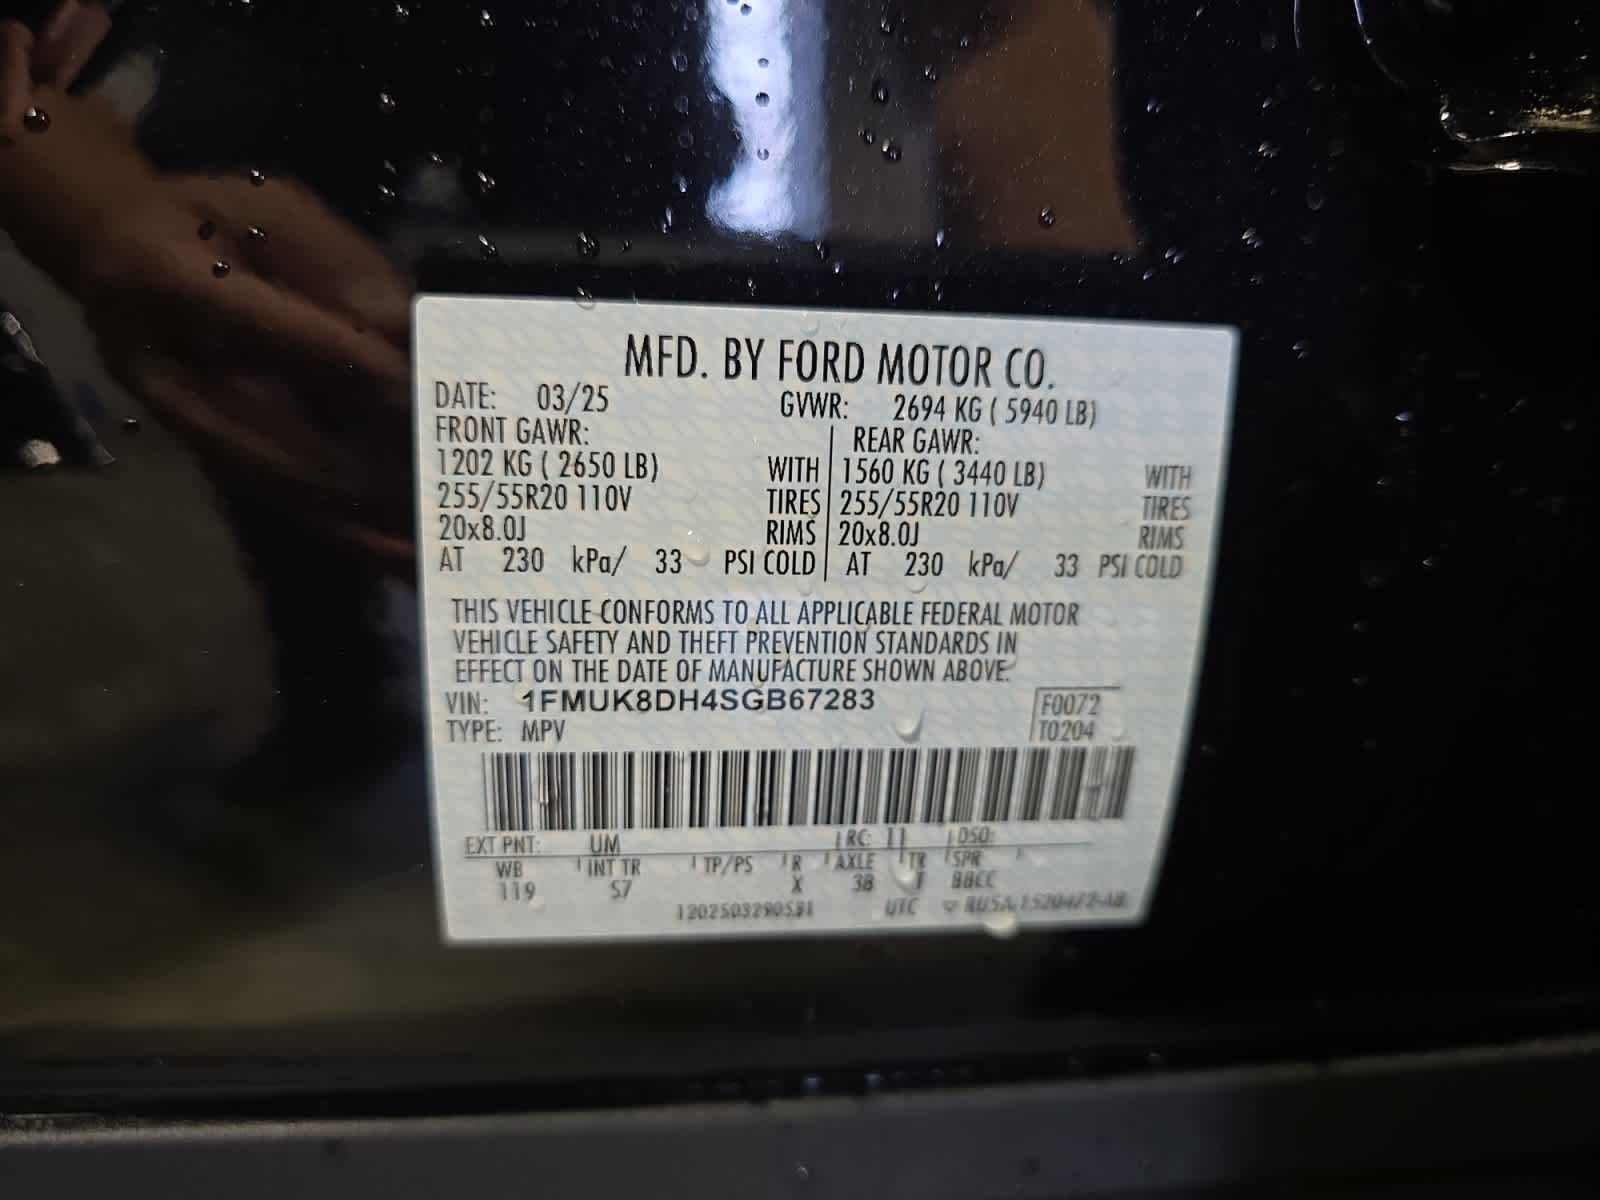 MFD. BY FORD MOTOR CO.
DATE: 03/25 GVWR: 2694 KG ( 5940 LB)
FRONT GAWR: REAR GAWR:
1202 KG ( 2650 LB) WITH 1560 KG ( 3440 LB) WITH
255/55R20 110V TIRES 255/55R20 110V TIRES
20x8.0J RIMS 20x8.0J RIMS
AT 230 kPa/ 33 PSI COLD AT 230 kPa/ 33 PSI COLD
THIS VEHICLE CONFORMS TO ALL APPLICABLE FEDERAL MOTOR
VEHICLE SAFETY AND THEFT PREVENTION STANDARDS IN
EFFECT ON THE DATE OF MANUFACTURE SHOWN ABOVE.
VIN: 1FMUK8DH4SGB67283 F0072
TYPE: MPV T0204
EXT PNT: UM RC: 11 DSO:
WB INT TR TP/PS R AXLE TR SPR
119 S7 X 3B T BBCC
UTC